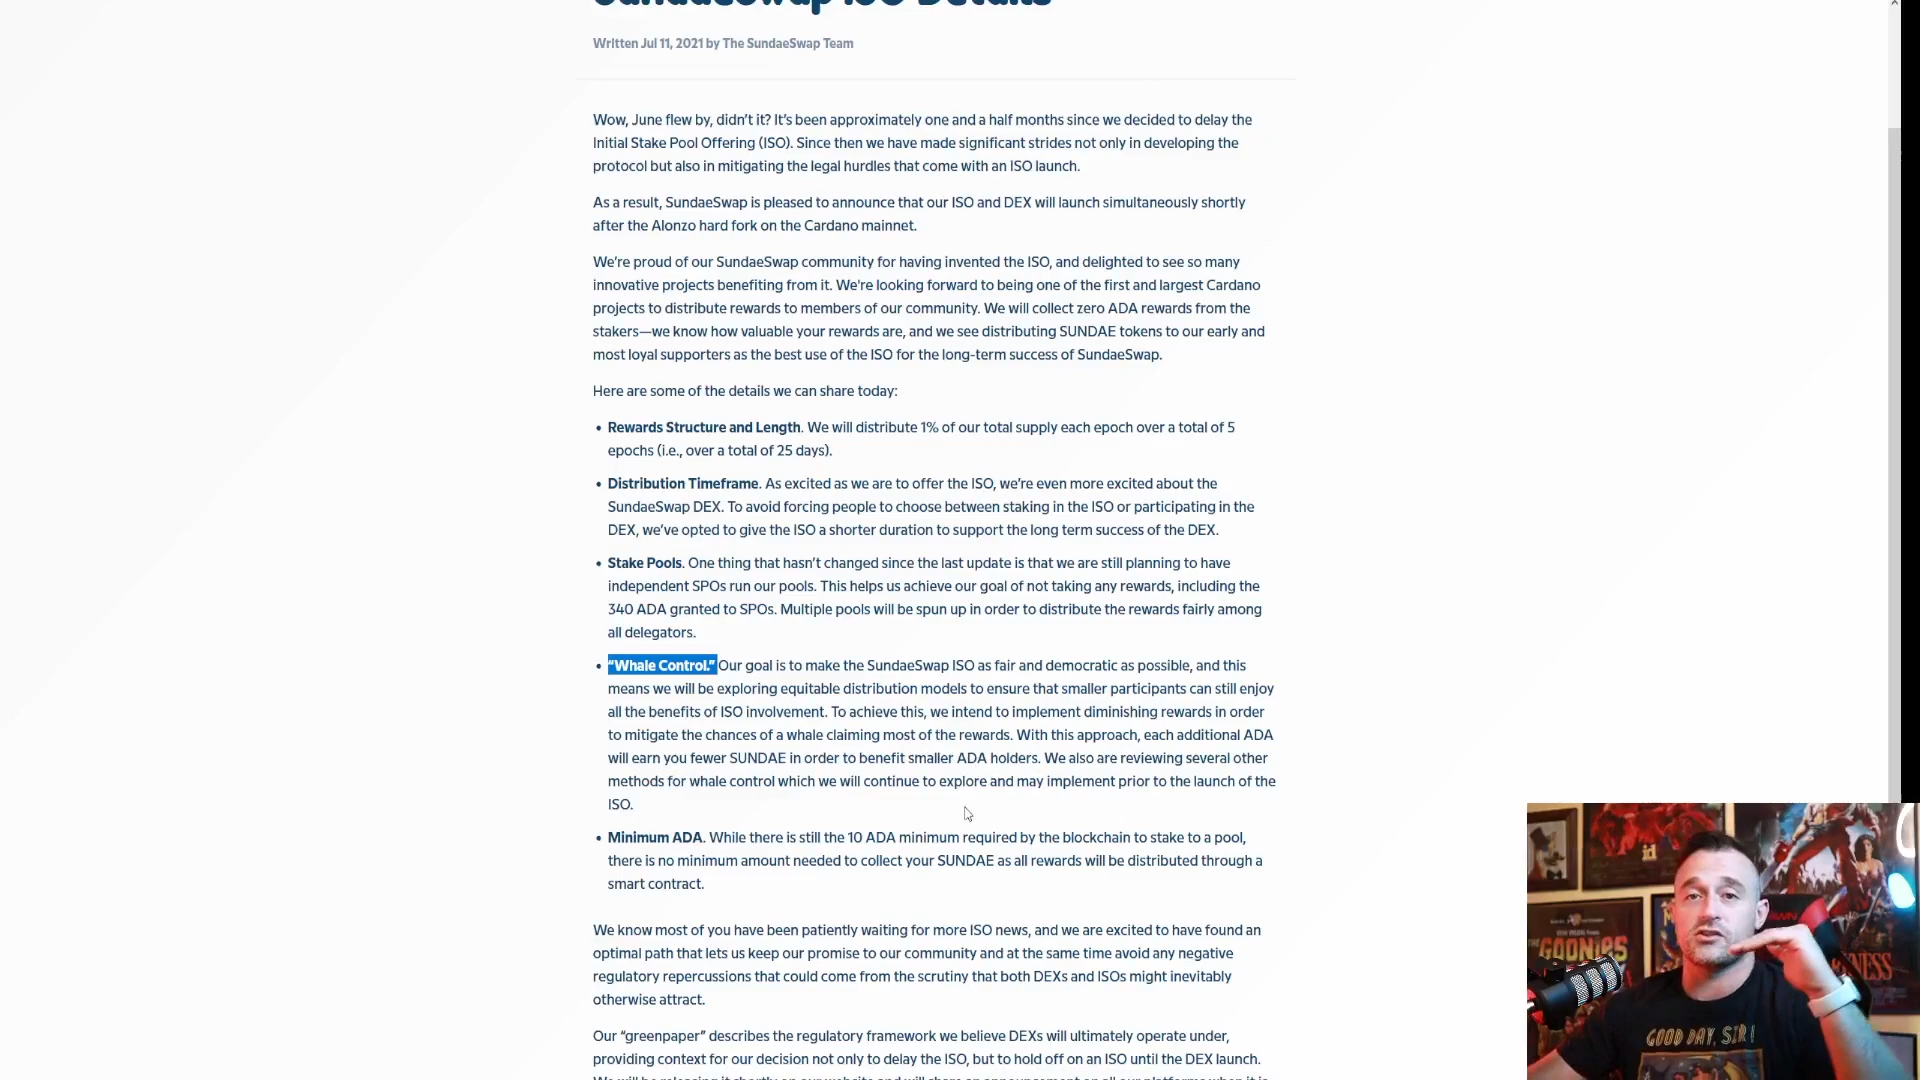 SundaeSwap ISO Details
Written Jul 11, 2021 by The SundaeSwap Team
Wow, June flew by, didn't it? It's been approximately one and a half months since we decided to delay the
Initial Stake Pool Offering (ISO). Since then we have made significant strides not only in developing the
protocol but also in mitigating the legal hurdles that come with an ISO launch.
As a result, SundaeSwap is pleased to announce that our ISO and DEX will launch simultaneously shortly
after the Alonzo hard fork on the Cardano mainnet.
We're proud of our SundaeSwap community for having invented the ISO, and delighted to see so many
innovative projects benefiting from it. We're looking forward to being one of the first and largest Cardano
projects to distribute rewards to members of our community. We will collect zero ADA rewards from the
stakers—we know how valuable your rewards are, and we see distributing SUNDAE tokens to our early and
most loyal supporters as the best use of the ISO for the long-term success of SundaeSwap.
Here are some of the details we can share today:
• Rewards Structure and Length. We will distribute 1% of our total supply each epoch over a total of 5
epochs (i.e., over a total of 25 days).
• Distribution Timeframe. As excited as we are to offer the ISO, we're even more excited about the
SundaeSwap DEX. To avoid forcing people to choose between staking in the ISO or participating in the
DEX, we've opted to give the ISO a shorter duration to support the long term success of the DEX.
• Stake Pools. One thing that hasn't changed since the last update is that we are still planning to have
independent SPOs run our pools. This helps us achieve our goal of not taking any rewards, including the
340 ADA granted to SPOs. Multiple pools will be spun up in order to distribute the rewards fairly among
all delegators.
• “Whale Control.” Our goal is to make the SundaeSwap ISO as fair and democratic as possible, and this
means we will be exploring equitable distribution models to ensure that smaller participants can still enjoy
all the benefits of ISO involvement. To achieve this, we intend to implement diminishing rewards in order
to mitigate the chances of a whale claiming most of the rewards. With this approach, each additional ADA
will earn you fewer SUNDAE in order to benefit smaller ADA holders. We also are reviewing several other
methods for whale control which we will continue to explore and may implement prior to the launch of the
ISO.
• Minimum ADA. While there is still the 10 ADA minimum required by the blockchain to stake to a pool,
there is no minimum amount needed to collect your SUNDAE as all rewards will be distributed through a
smart contract.
We know most of you have been patiently waiting for more ISO news, and we are excited to have found an
optimal path that lets us keep our promise to our community and at the same time avoid any negative
regulatory repercussions that could come from the scrutiny that both DEXs and ISOs might inevitably
otherwise attract.
Our “greenpaper” describes the regulatory framework we believe DEXs will ultimately operate under,
providing context for our decision not only to delay the ISO, but to hold off on an ISO until the DEX launch.
id
GOONIES
GOOD DAY, SIR!